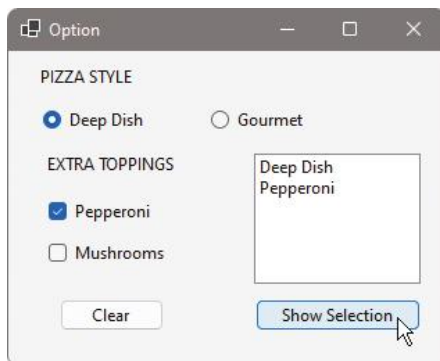 Option
PIZZA STYLE
Deep Dish
Gourmet
EXTRA TOPPINGS
Pepperoni
Mushrooms
Deep Dish
Pepperoni
Clear
Show Selection